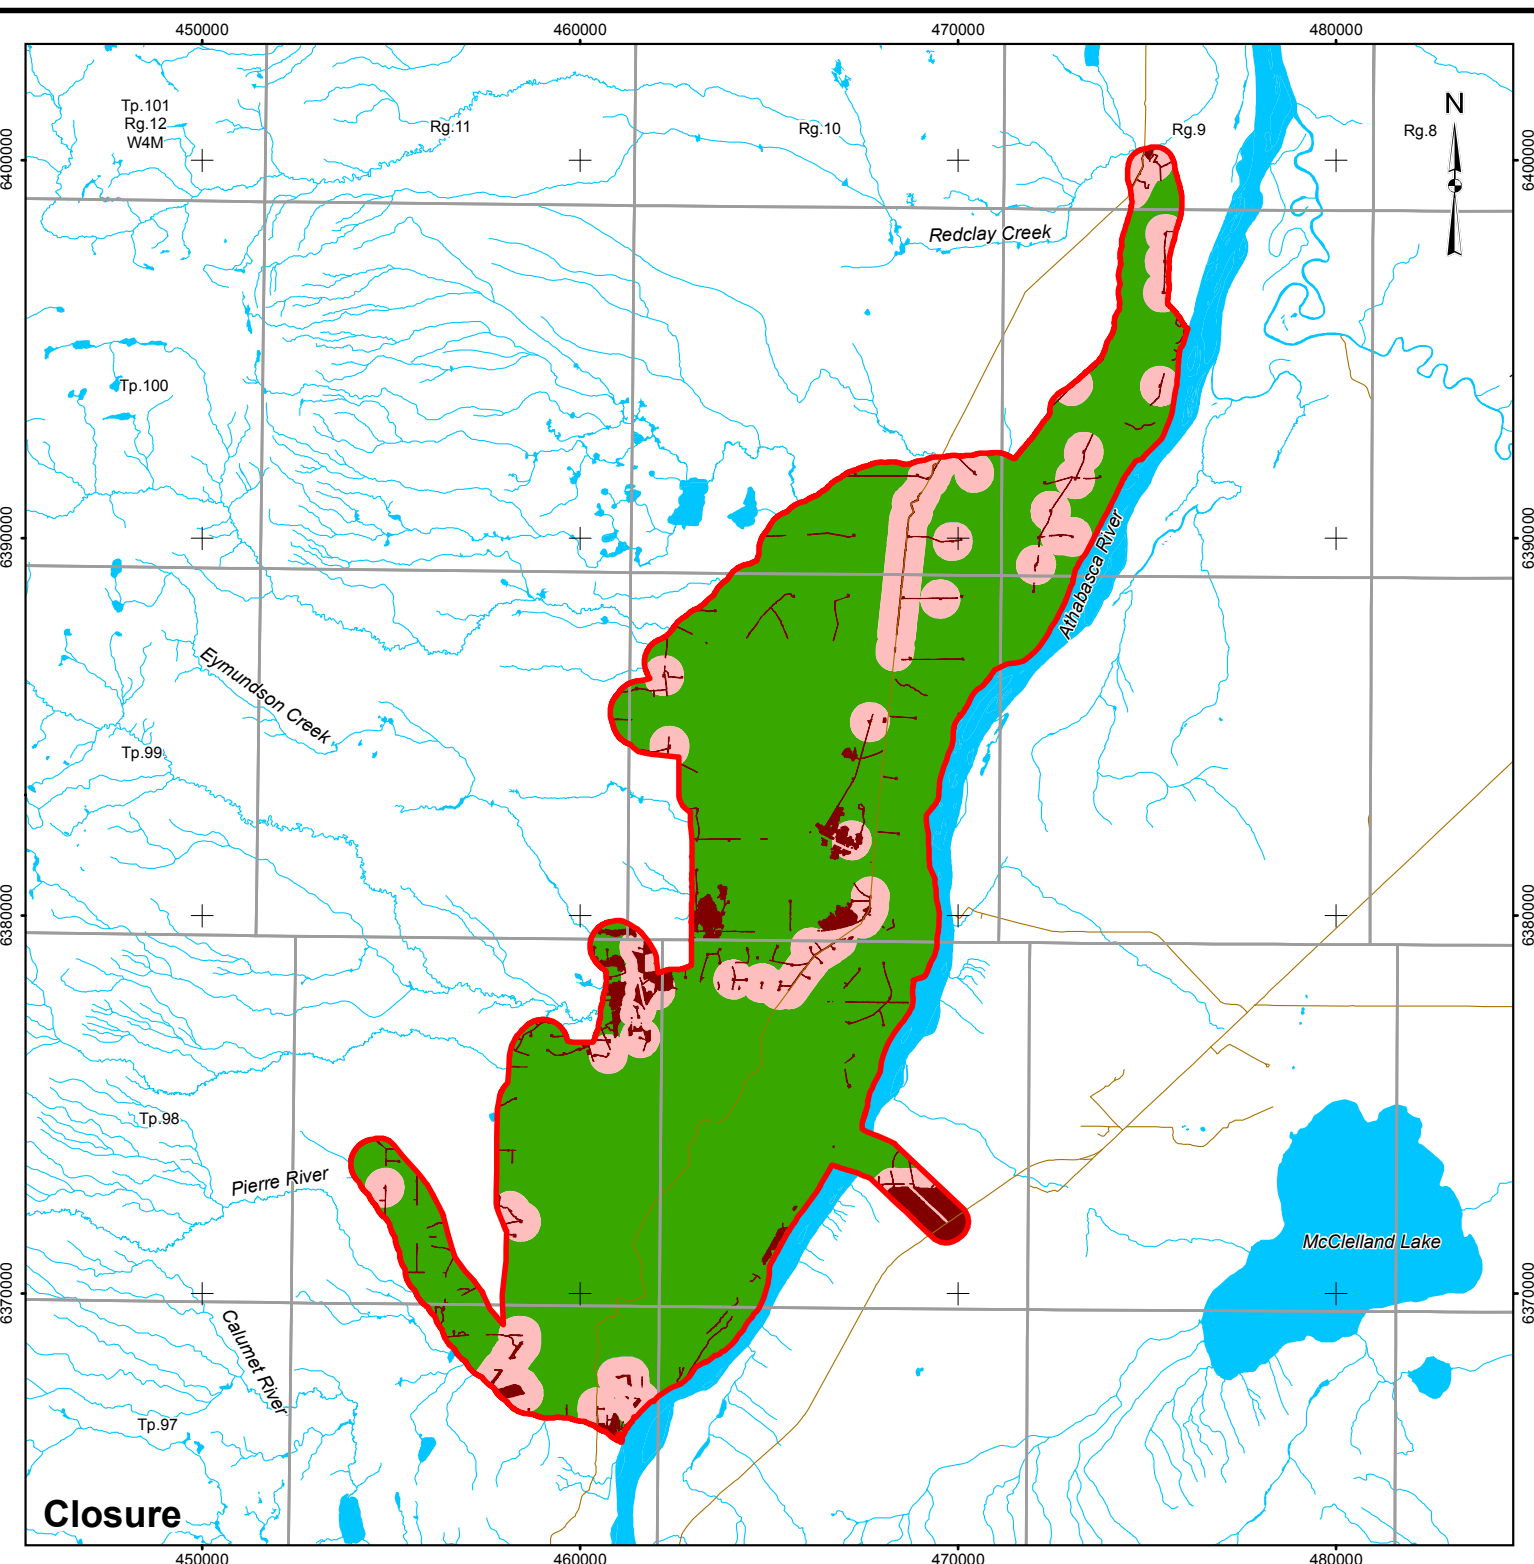 450000 460000 470000 480000
N
Tp.101
Rg.12
W4M
Rg.11
Rg.10
Rg.9
Rg.8
6400000 6400000
Redclay Creek
Tp.100
6390000 6390000
Athabasca River
Eymundson Creek
Tp.99
6380000 6380000
Tp.98
Pierre River
McClelland Lake
6370000 6370000
Calumet River
Tp.97
Closure
450000 460000 470000 480000